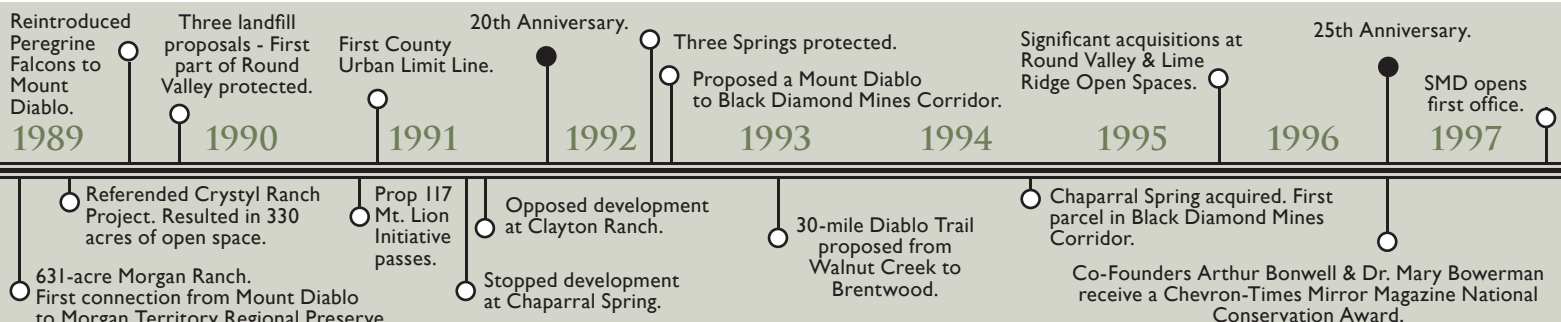 Reintroduced
Peregrine
Falcons to
Mount
Diablo.
Three landfill
proposals - First
part of Round
Valley protected.
First County
Urban Limit Line.
20th Anniversary.
Three Springs protected.
Proposed a Mount Diablo
to Black Diamond Mines Corridor.
Significant acquisitions at
Round Valley & Lime
Ridge Open Spaces.
25th Anniversary.
SMD opens
first office.
1989 1990 1991 1992 1993 1994 1995 1996 1997
631-acre Morgan Ranch.
First connection from Mount Diablo
to Morgan Territory Regional Preserve
Referended Crystyl Ranch
Project. Resulted in 330
acres of open space.
Prop 117
Mt. Lion
Initiative
passes.
Stopped development
at Chaparral Spring.
Opposed development
at Clayton Ranch.
30-mile Diablo Trail
proposed from
Walnut Creek to
Brentwood.
Chaparral Spring acquired. First
parcel in Black Diamond Mines
Corridor.
Co-Founders Arthur Bonwell & Dr. Mary Bowerman
receive a Chevron-Times Mirror Magazine National
Conservation Award.